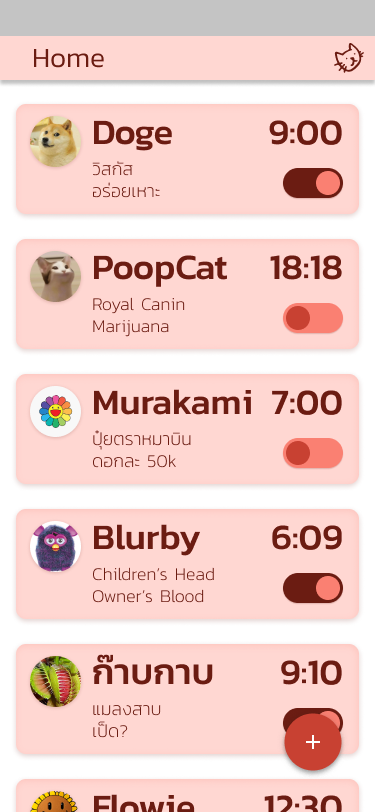 Home
Doge 9:00
วิสกัส
อร่อยเหาะ
PoopCat 18:18
Royal Canin
Marijuana
Murakami 7:00
ปุ๋ยตราหมาบิน
ดอกละ 50k
Blurby 6:09
Children's Head
Owner's Blood
ก๊าบกาบ 9:10
แมลงสาบ
เป็ด?
+
Flowie 12:30